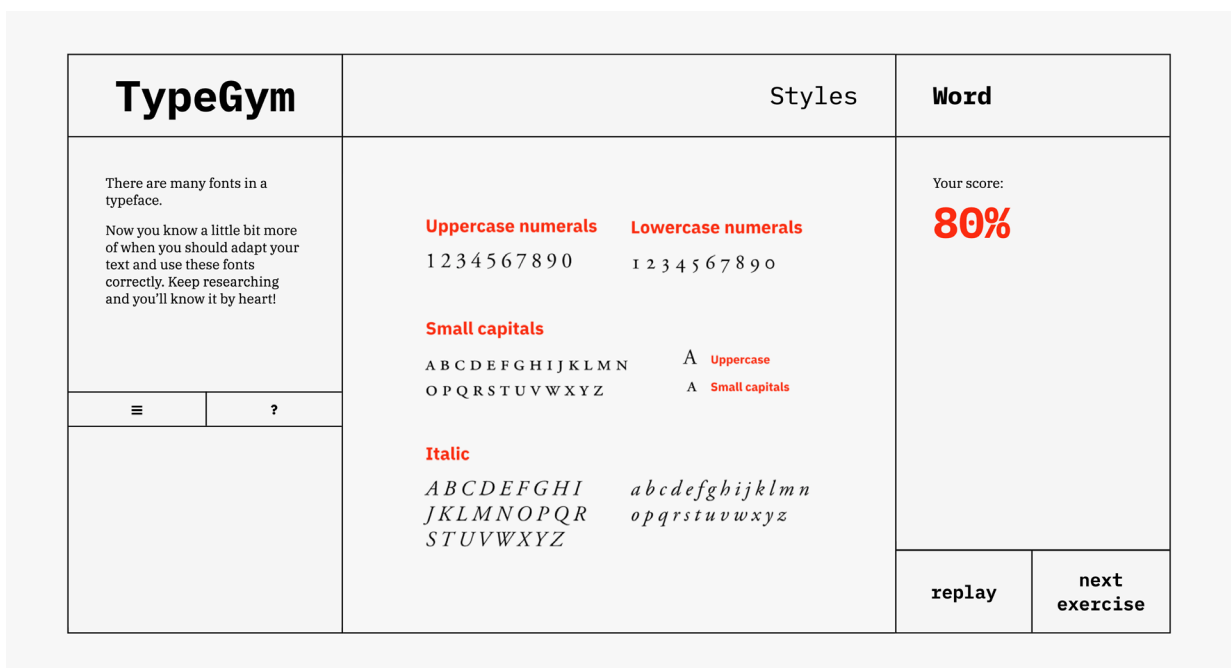 TypeGym
Styles
Word
There are many fonts in a
typeface.
Now you know a little bit more
of when you should adapt your
text and use these fonts
correctly. Keep researching
and you’ll know it by heart!
≡
?
Uppercase numerals
1 2 3 4 5 6 7 8 9 0
Lowercase numerals
1 2 3 4 5 6 7 8 9 0
Small capitals
A B C D E F G H I J K L M N
O P Q R S T U V W X Y Z
A Uppercase
A Small capitals
Italic
A B C D E F G H I
J K L M N O P Q R
S T U V W X Y Z
a b c d e f g h i j k l m n
o p q r s t u v w x y z
Your score:
80%
replay
next
exercise